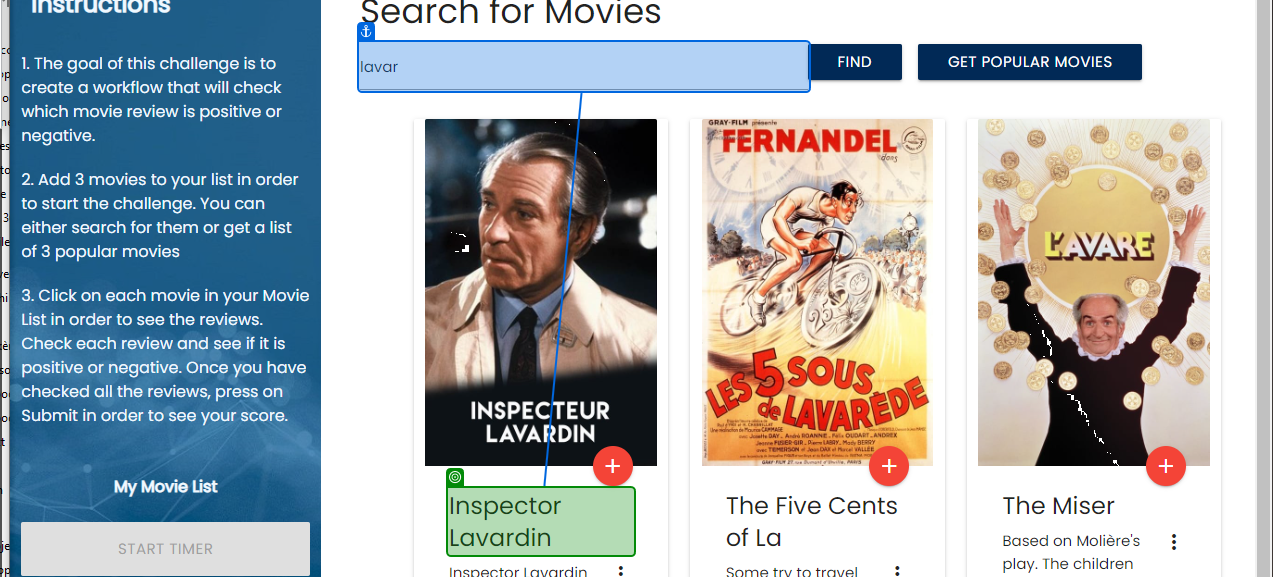 Instructions
1. The goal of this challenge is to
create a workflow that will check
which movie review is positive or
negative.
2. Add 3 movies to your list in order
to start the challenge. You can
either search for them or get a list
of 3 popular movies
3. Click on each movie in your Movie
List in order to see the reviews.
Check each review and see if it is
positive or negative. Once you have
checked all the reviews, press on
Submit in order to see your score.
My Movie List
START TIMER
Search for Movies
lavar
FIND
GET POPULAR MOVIES
INSPECTEUR
LAVARDIN
Inspector
Lavardin
Inspector Lavardin
GRAY-FILM présente
FERNANDEL
dans
LES 5 SOUS
de LAVARÈDE
The Five Cents
of La
Some try to travel
L'AVARE
The Miser
Based on Molière's
play. The children